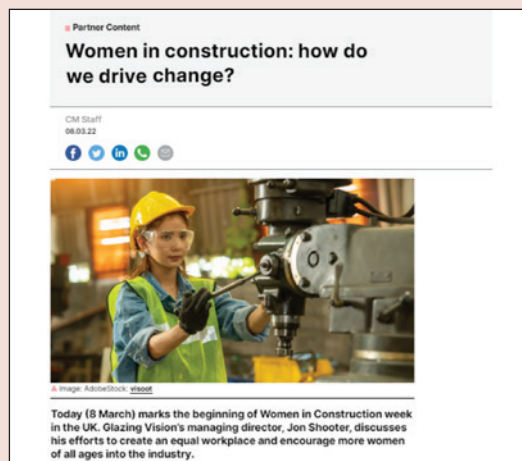 Partner Content
Women in construction: how do
we drive change?
CM Staff
08.03.22
Image: AdobeStock: visoot
Today (8 March) marks the beginning of Women in Construction week
in the UK. Glazing Vision's managing director, Jon Shooter, discusses
his efforts to create an equal workplace and encourage more women
of all ages into the industry.